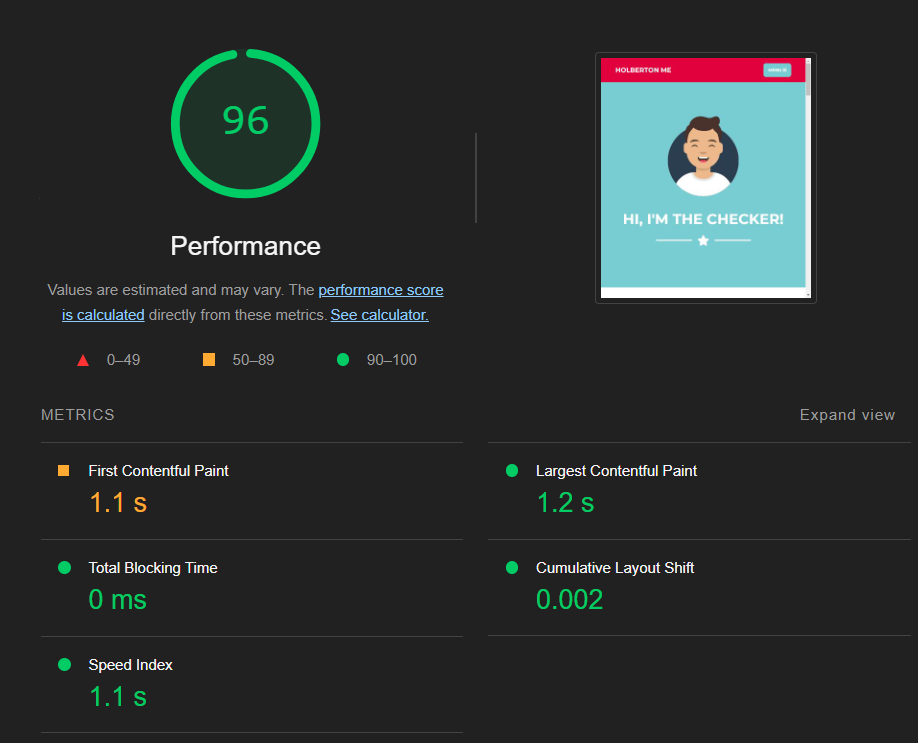 96
Performance
Values are estimated and may vary. The performance score
is calculated directly from these metrics. See calculator.
0–49
50–89
90–100
HOLBERTON ME
HI, I'M THE CHECKER!
METRICS
Expand view
First Contentful Paint
1.1 s
Largest Contentful Paint
1.2 s
Total Blocking Time
0 ms
Cumulative Layout Shift
0.002
Speed Index
1.1 s